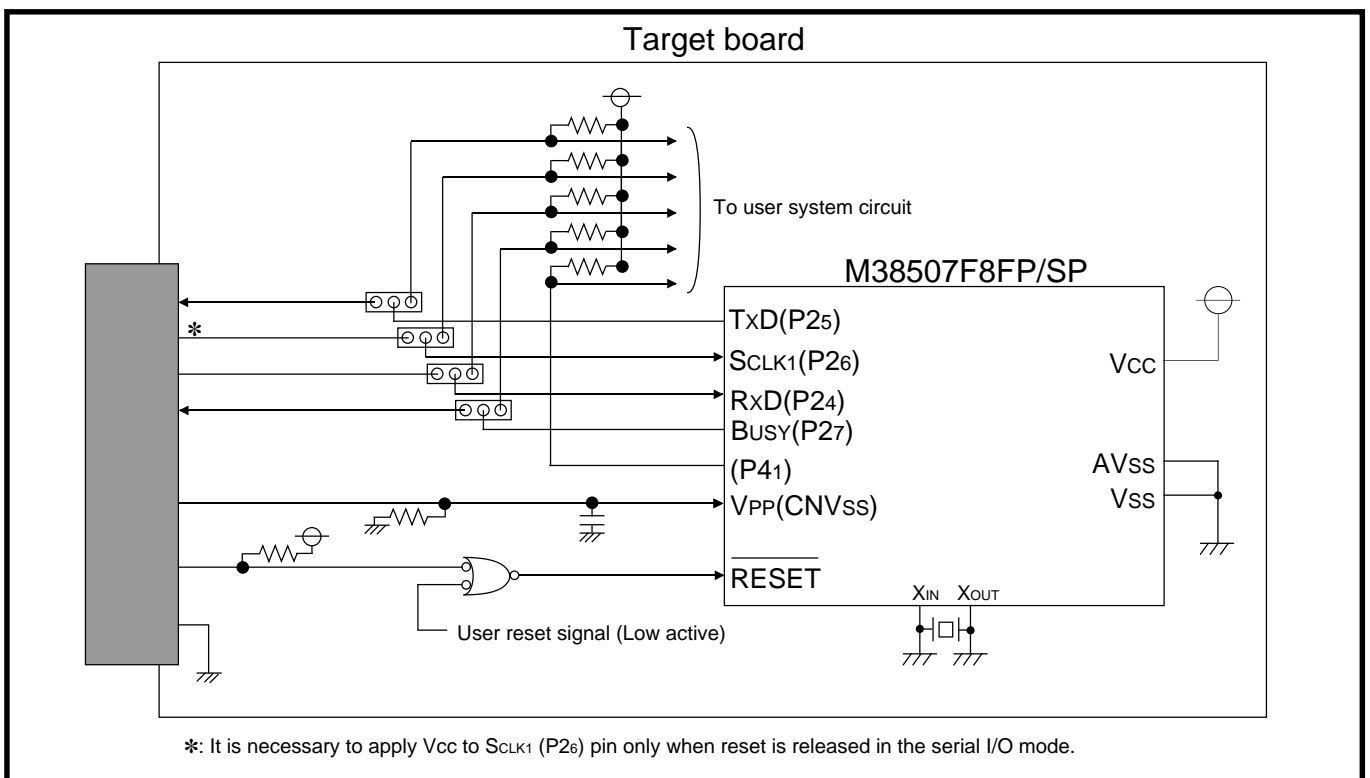 Target board
To user system circuit
M38507F8FP/SP
TxD(P25)
*
SCLK1(P26)
VCC
RxD(P24)
BUSY(P27)
(P41)
AVSS
VPP(CNVSS)
VSS
RESET
XIN XOUT
User reset signal (Low active)
*: It is necessary to apply Vcc to SCLK1 (P26) pin only when reset is released in the serial I/O mode.